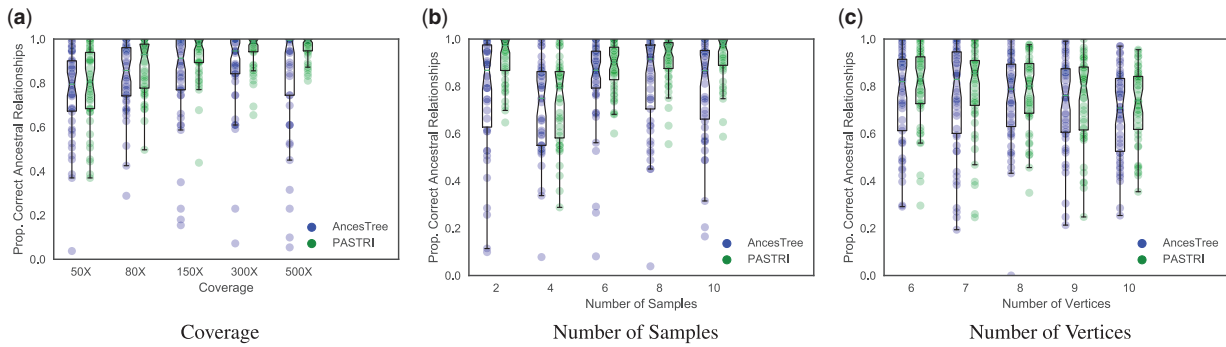 (a)
Prop. Correct Ancestral Relationships
1.0
0.8
0.6
0.4
0.2
0.0
AncesTree
PASTRI
50X 80X 150X 300X 500X
Coverage
Coverage
(b)
Prop. Correct Ancestral Relationships
1.0
0.8
0.6
0.4
0.2
0.0
AncesTree
PASTRI
2 4 6 8 10
Number of Samples
Number of Samples
(c)
Prop. Correct Ancestral Relationships
1.0
0.8
0.6
0.4
0.2
0.0
AncesTree
PASTRI
6 7 8 9 10
Number of Vertices
Number of Vertices